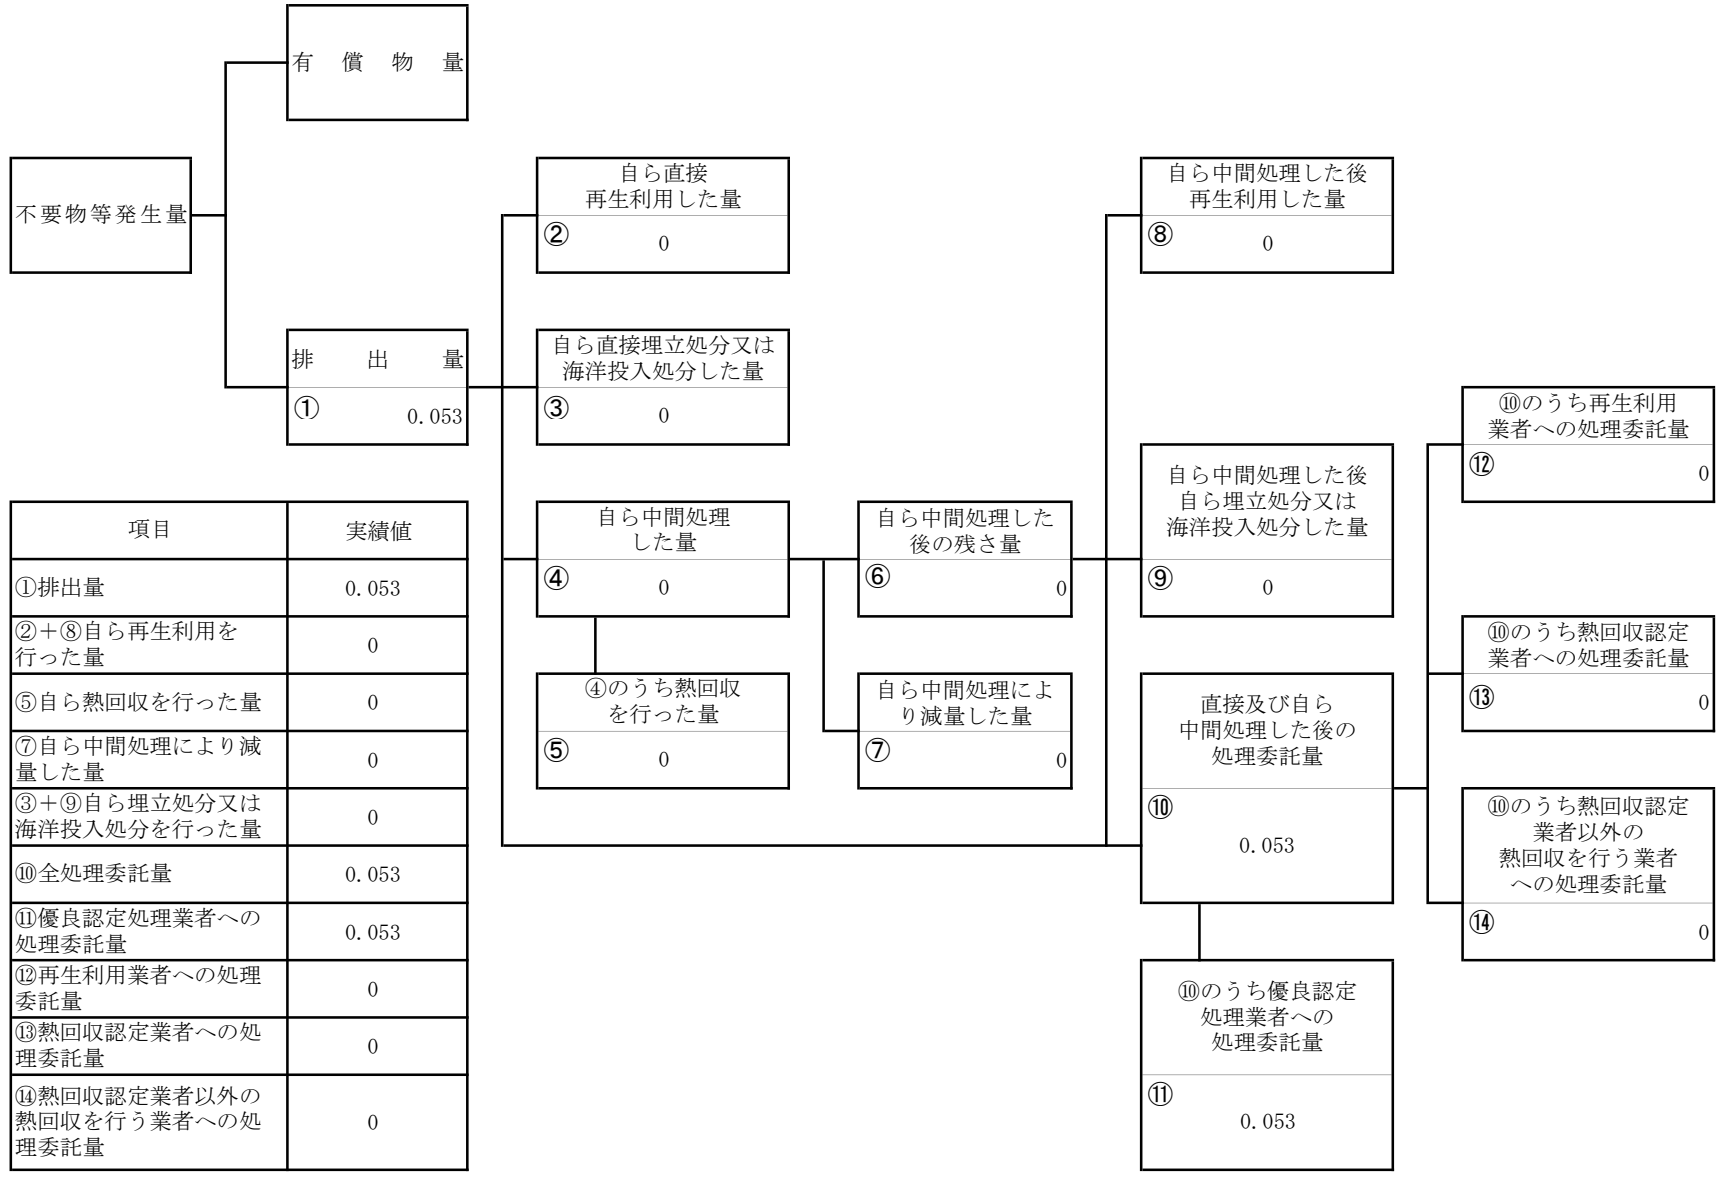 有償物量
不要物等発生量
排出量
①
0.053
自ら直接
再生利用した量
②
0
自ら直接埋立処分又は
海洋投入処分した量
③
0
自ら中間処理
した量
④
0
④のうち熱回収
を行った量
⑤
0
自ら中間処理した
後の残さ量
⑥
0
自ら中間処理によ
り減量した量
⑦
0
自ら中間処理した後
再生利用した量
⑧
0
自ら中間処理した後
自ら埋立処分又は
海洋投入処分した量
⑨
0
直接及び自ら
中間処理した後の
処理委託量
⑩
0.053
⑩のうち優良認定
処理業者への
処理委託量
⑪
0.053
⑩のうち再生利用
業者への処理委託量
⑫
0
⑩のうち熱回収認定
業者への処理委託量
⑬
0
⑩のうち熱回収認定
業者以外の
熱回収を行う業者
への処理委託量
⑭
0
項目 実績値
①排出量 0.053
②＋⑧自ら再生利用を
行った量 0
⑤自ら熱回収を行った量 0
⑦自ら中間処理により減
量した量 0
③＋⑨自ら埋立処分又は
海洋投入処分を行った量 0
⑩全処理委託量 0.053
⑪優良認定処理業者への
処理委託量 0.053
⑫再生利用業者への処理
委託量 0
⑬熱回収認定業者への処
理委託量 0
⑭熱回収認定業者以外の
熱回収を行う業者への処
理委託量 0